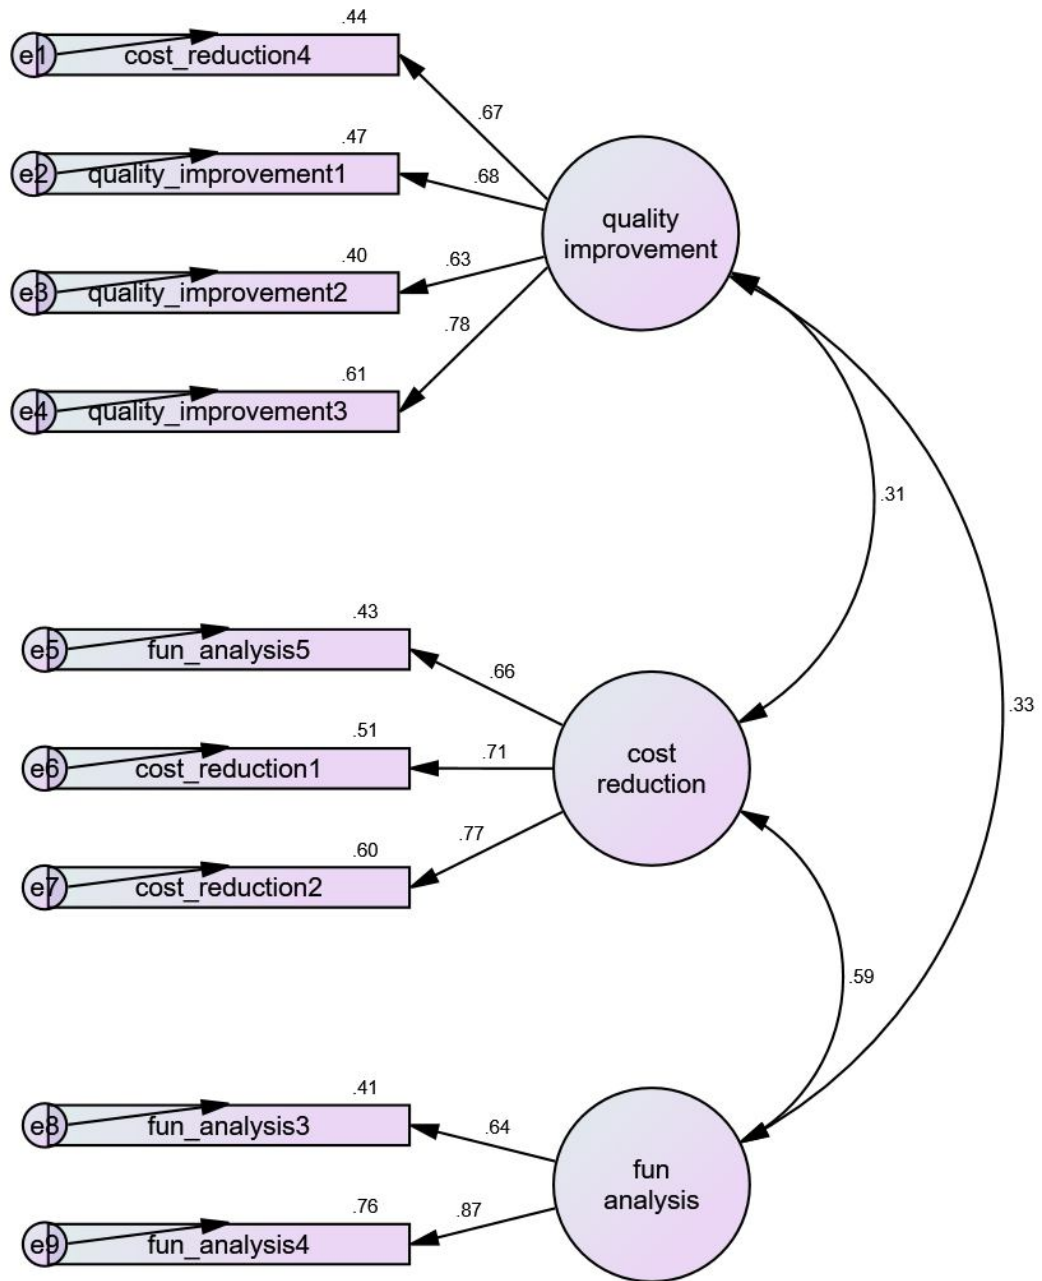 .44
e1 cost_reduction4
.67
.47
e2 quality_improvement1
.68
quality
improvement
.40
e3 quality_improvement2
.63
.78
.61
e4 quality_improvement3
.31
.43
e5 fun_analysis5
.66
.33
.51
e6 cost_reduction1
.71
cost
reduction
.60
e7 cost_reduction2
.77
.59
.41
e8 fun_analysis3
.64
fun
analysis
.76
e9 fun_analysis4
.87